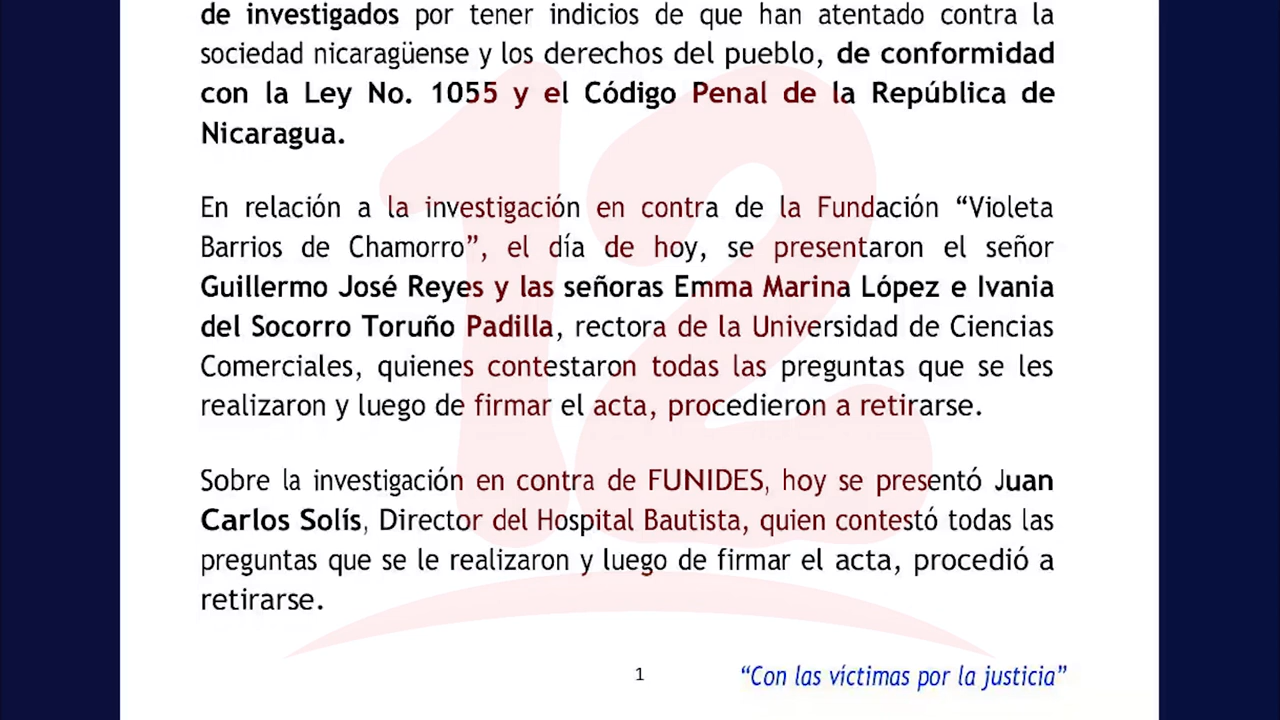 de investigados por tener indicios de que han atentado contra la
sociedad nicaragüense y los derechos del pueblo, de conformidad
con la Ley No. 1055 y el Código Penal de la República de
Nicaragua.
En relación a la investigación en contra de la Fundación “Violeta
Barrios de Chamorro”, el día de hoy, se presentaron el señor
Guillermo José Reyes y las señoras Emma Marina López e Ivania
del Socorro Toruño Padilla, rectora de la Universidad de Ciencias
Comerciales, quienes contestaron todas las preguntas que se les
realizaron y luego de firmar el acta, procedieron a retirarse.
Sobre la investigación en contra de FUNIDES, hoy se presentó Juan
Carlos Solís, Director del Hospital Bautista, quien contestó todas las
preguntas que se le realizaron y luego de firmar el acta, procedió a
retirarse.
1 “Con las víctimas por la justicia”
12